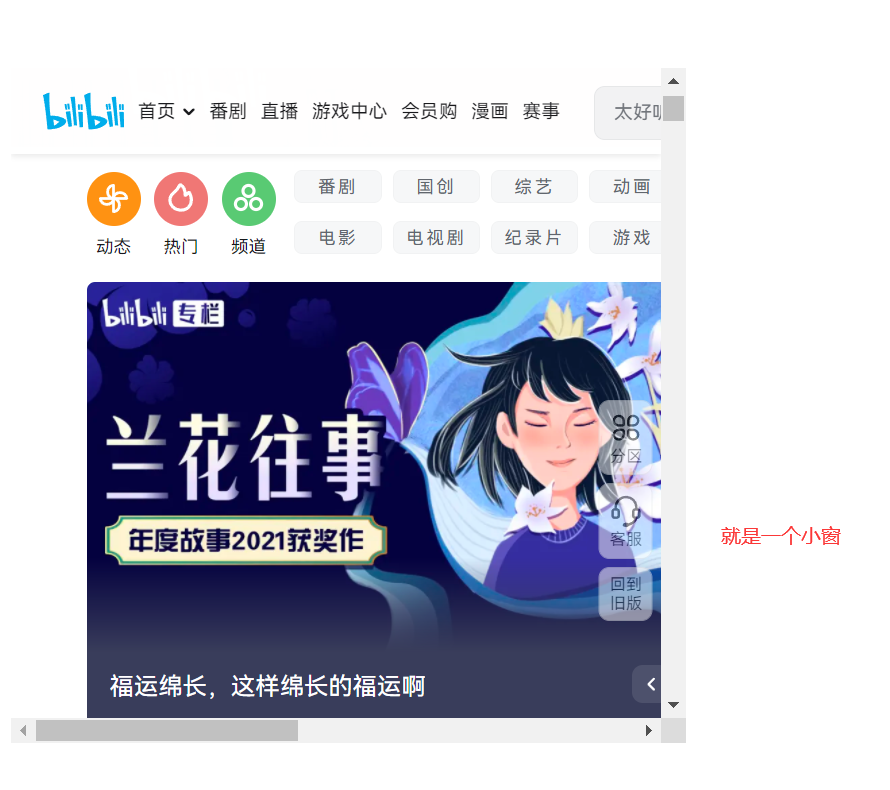 bilibili 首页 番剧 直播 游戏中心 会员购 漫画 赛事 太好
动态 热门 频道
番剧 国创 综艺 动画
电影 电视剧 纪录片 游戏
bilibili 专栏
兰花往事
年度故事2021获奖作
分区
客服
回到
旧版
就是一个小窗
福运绵长，这样绵长的福运啊